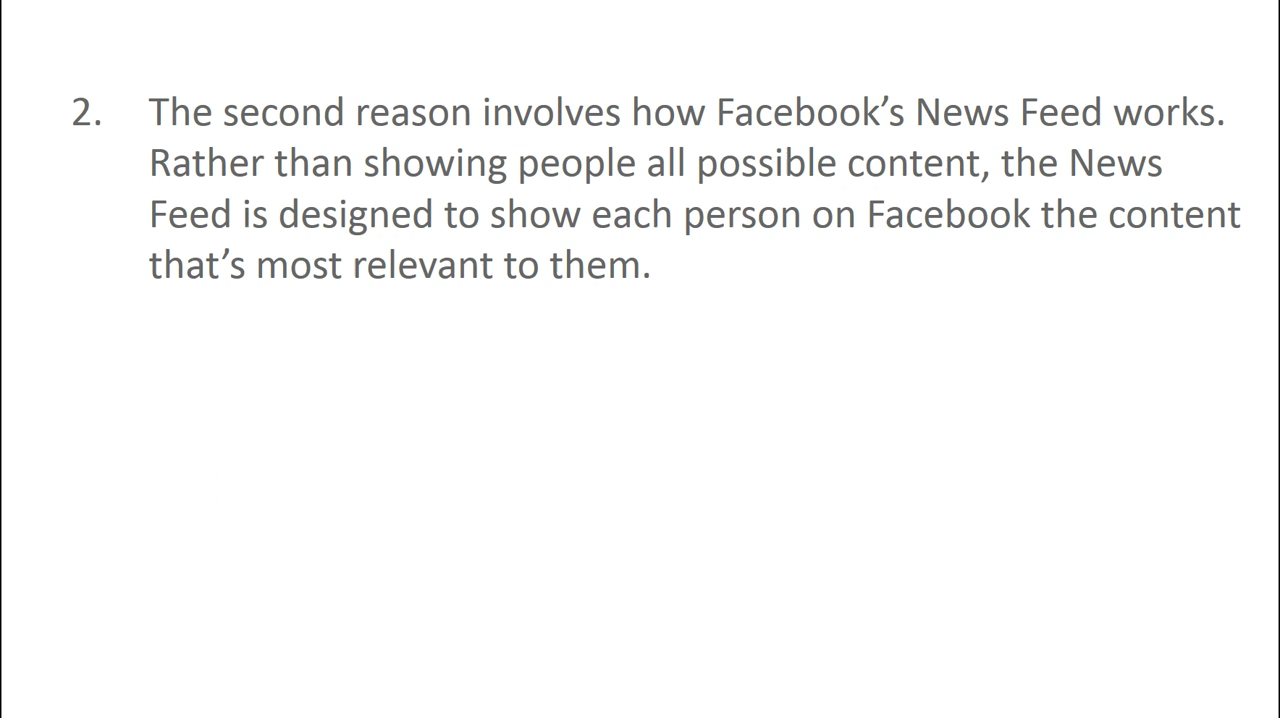 2. The second reason involves how Facebook’s News Feed works.
Rather than showing people all possible content, the News
Feed is designed to show each person on Facebook the content
that’s most relevant to them.